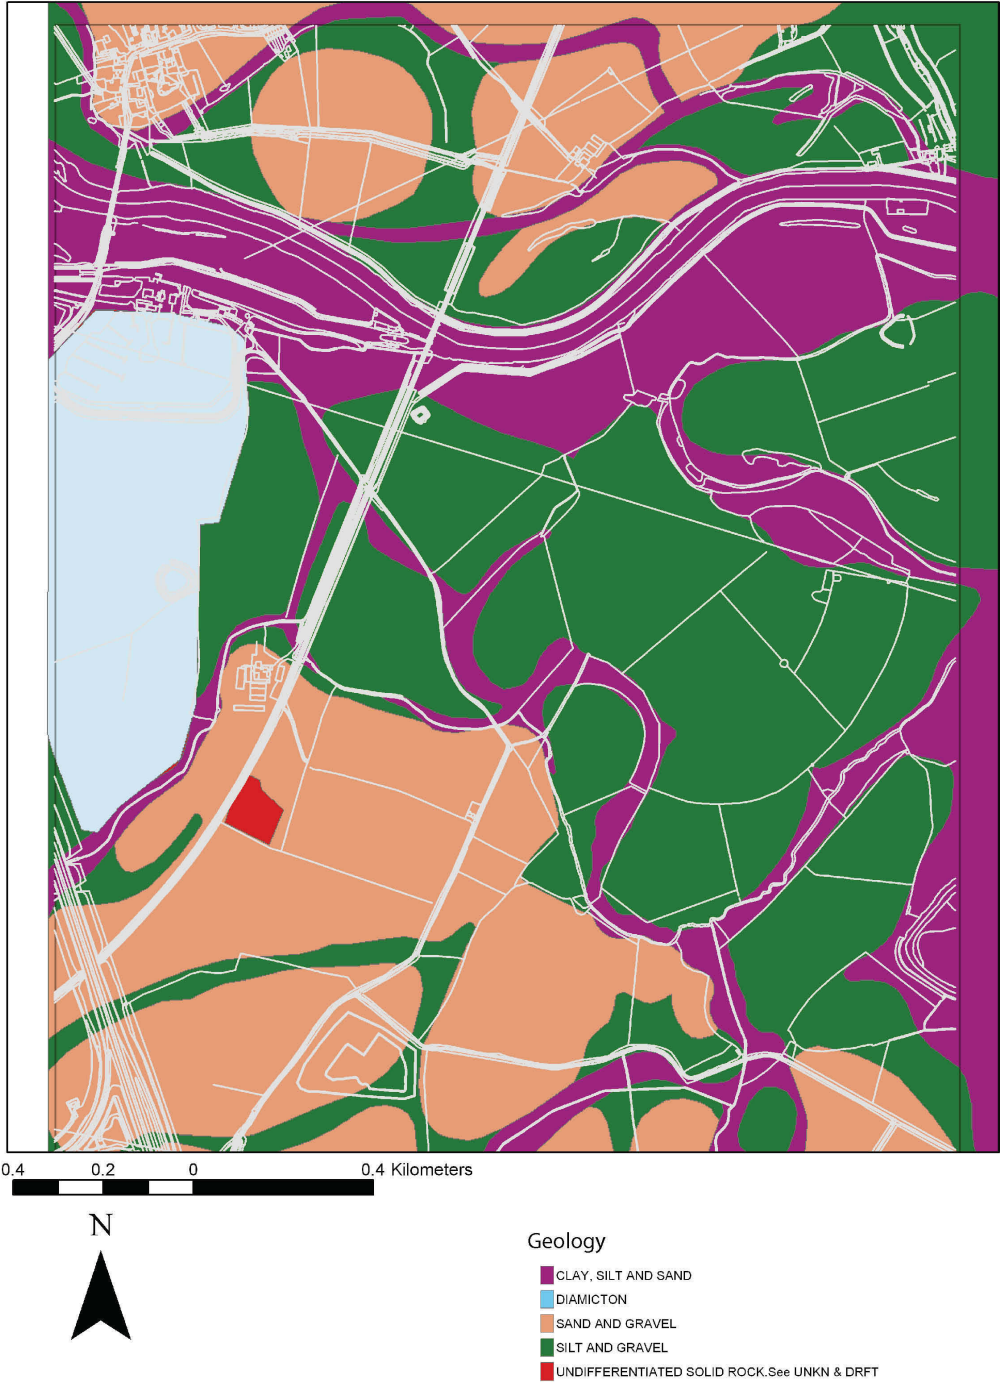 0.4 0.2 0 0.4 Kilometers
N
Geology
CLAY, SILT AND SAND
DIAMICTON
SAND AND GRAVEL
SILT AND GRAVEL
UNDIFFERENTIATED SOLID ROCK.See UNKN & DRFT